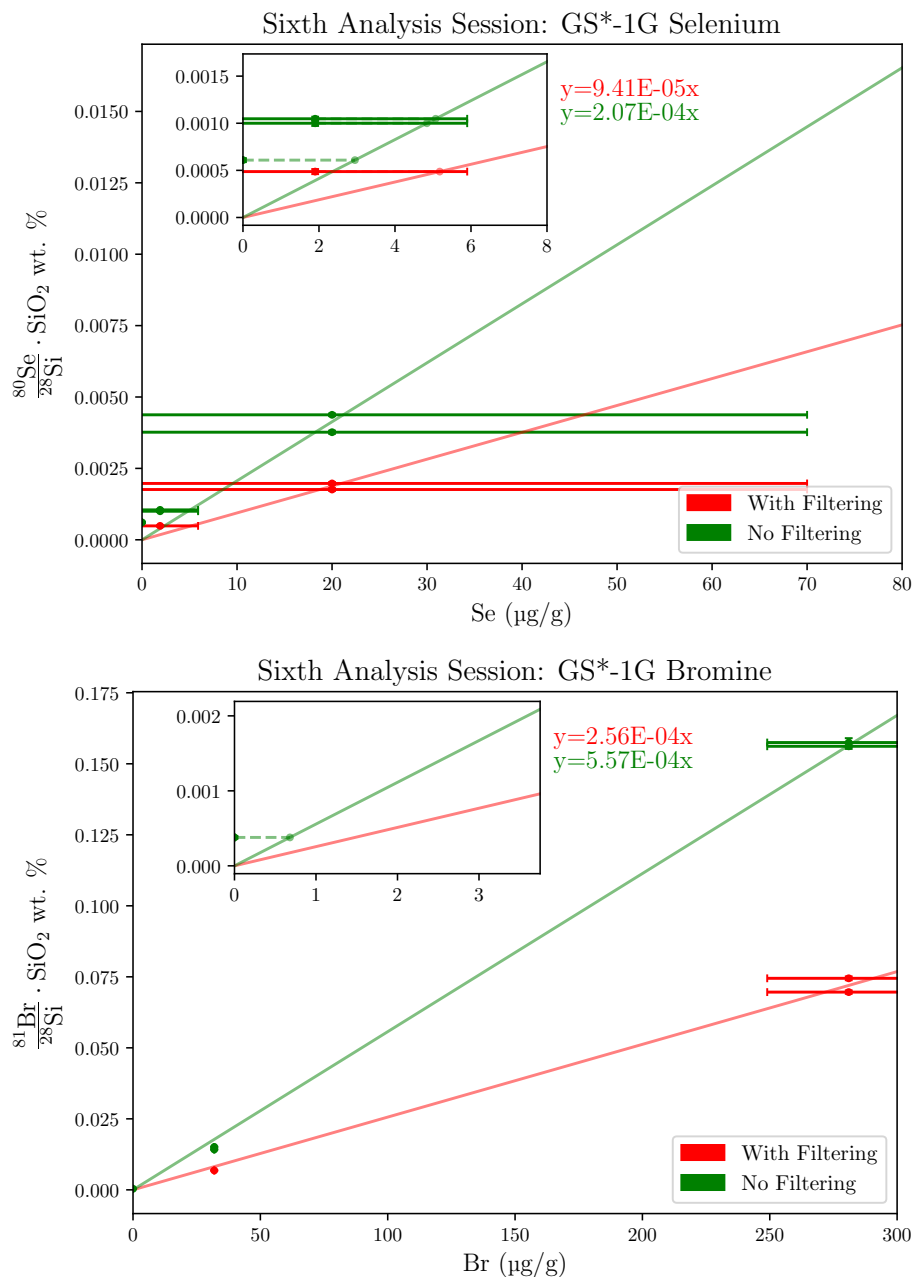 Sixth Analysis Session: GS*-1G Selenium
y=9.41E-05x
y=2.07E-04x
0.0015
0.0010
0.0005
0.0000
0 2 4 6 8
0.0150
0.0125
0.0100
0.0075
0.0050
0.0025
0.0000
⁸⁰Se/²⁸Si · SiO₂ wt. %
With Filtering
No Filtering
0 10 20 30 40 50 60 70 80
Se (µg/g)
Sixth Analysis Session: GS*-1G Bromine
y=2.56E-04x
y=5.57E-04x
0.002
0.001
0.000
0 1 2 3
0.175
0.150
0.125
0.100
0.075
0.050
0.025
0.000
⁸¹Br/²⁸Si · SiO₂ wt. %
With Filtering
No Filtering
0 50 100 150 200 250 300
Br (µg/g)